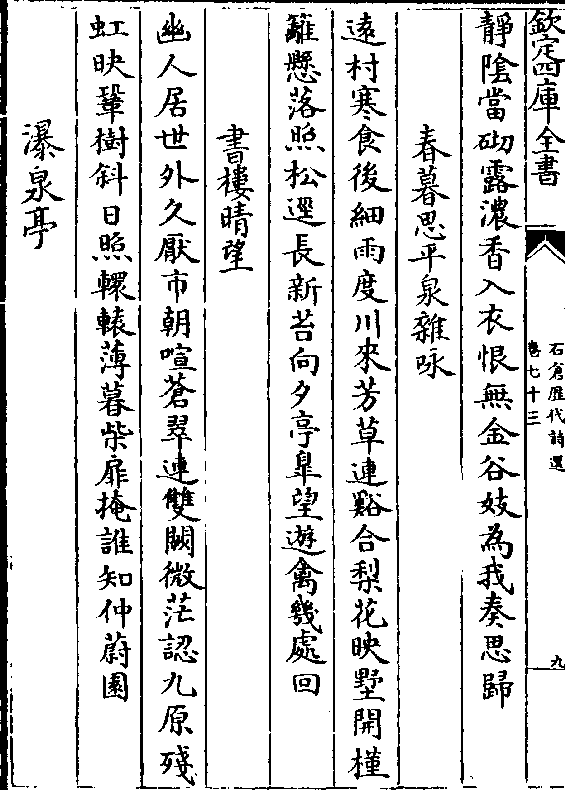 欽定四庫全書
石倉歷代詩選
卷七十三
九
靜陰當砌露濃香入衣恨無金谷妓為我奏思歸
春暮思平泉雜咏
遠村寒食後細雨度川來芳草連谿合梨花映墅開槿
籬懸落照松逕長新苔向夕亭臯望遊禽幾處回
書樓晴望
幽人居世外久厭市朝喧蒼翠連雙闕微茫認九原殘
虹映鞏樹斜日照轘轅薄暮柴扉掩誰知仲蔚園
瀑泉亭